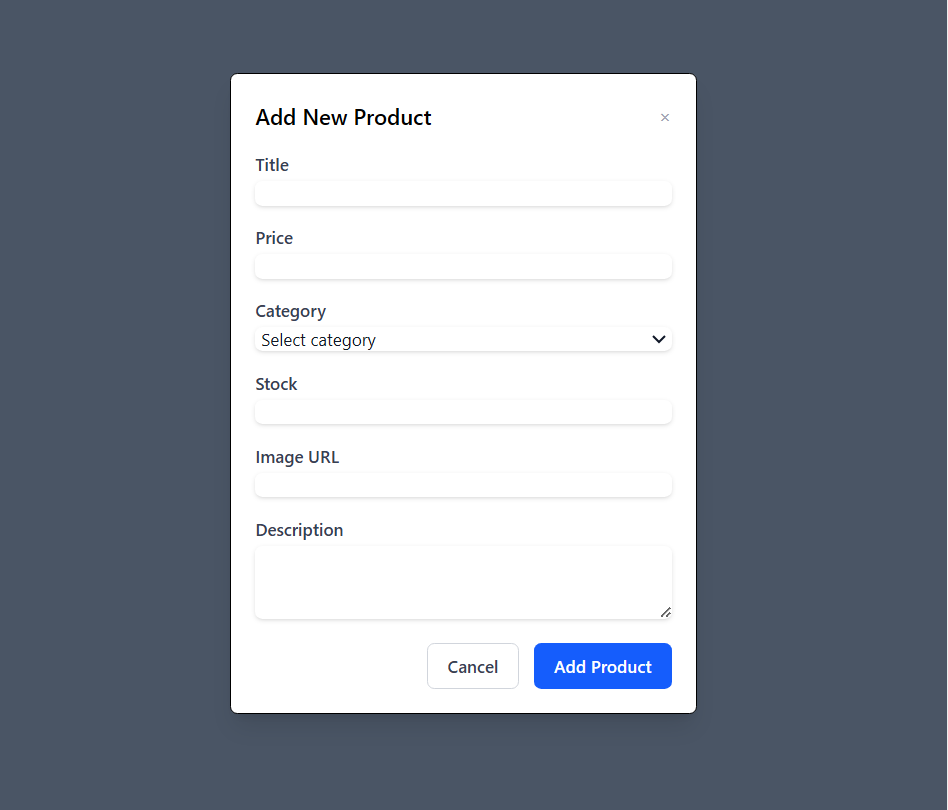 Add New Product ×
Title
Price
Category
Select category
Stock
Image URL
Description
Cancel Add Product